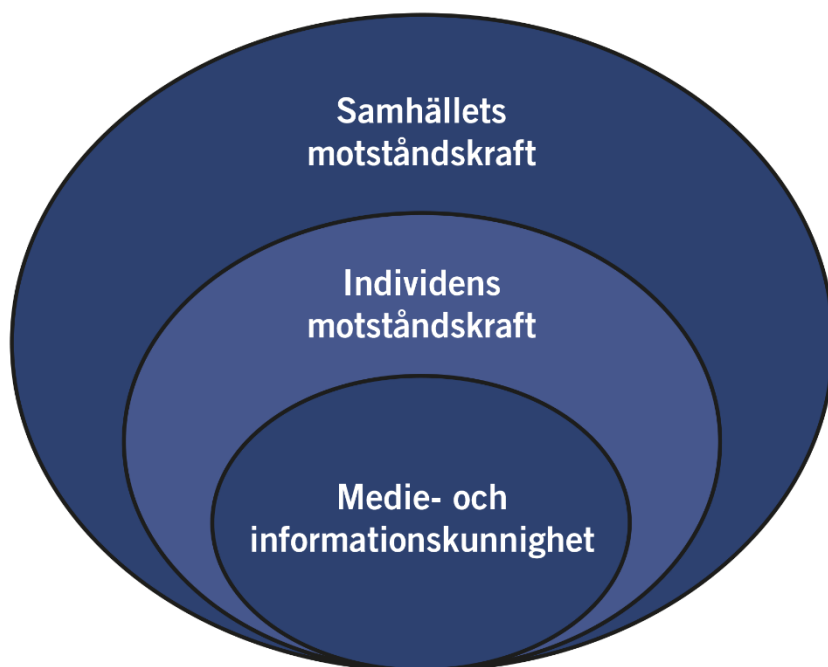 Samhällets
motståndskraft
Individens
motståndskraft
Medie- och
informationskunnighet